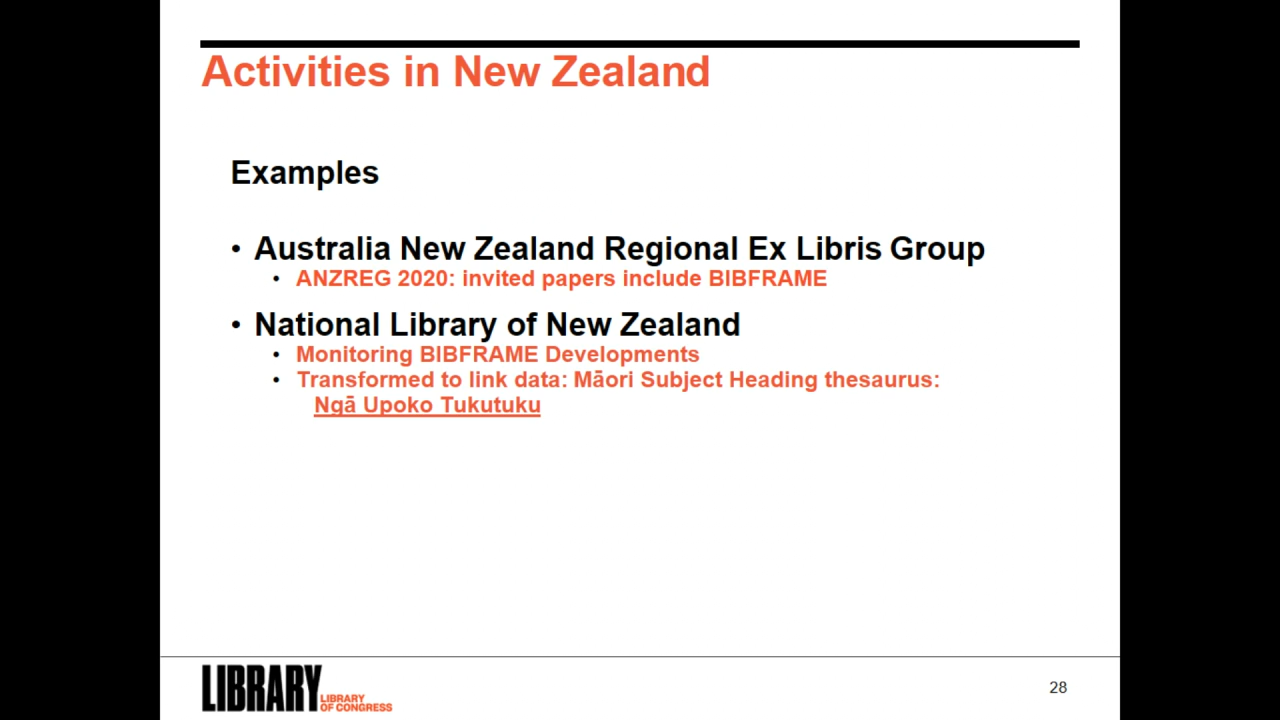 Activities in New Zealand
Examples
• Australia New Zealand Regional Ex Libris Group
• ANZREG 2020: invited papers include BIBFRAME
• National Library of New Zealand
• Monitoring BIBFRAME Developments
• Transformed to link data: Māori Subject Heading thesaurus:
Ngā Upoko Tukutuku
LIBRARY
LIBRARY
OF CONGRESS
28